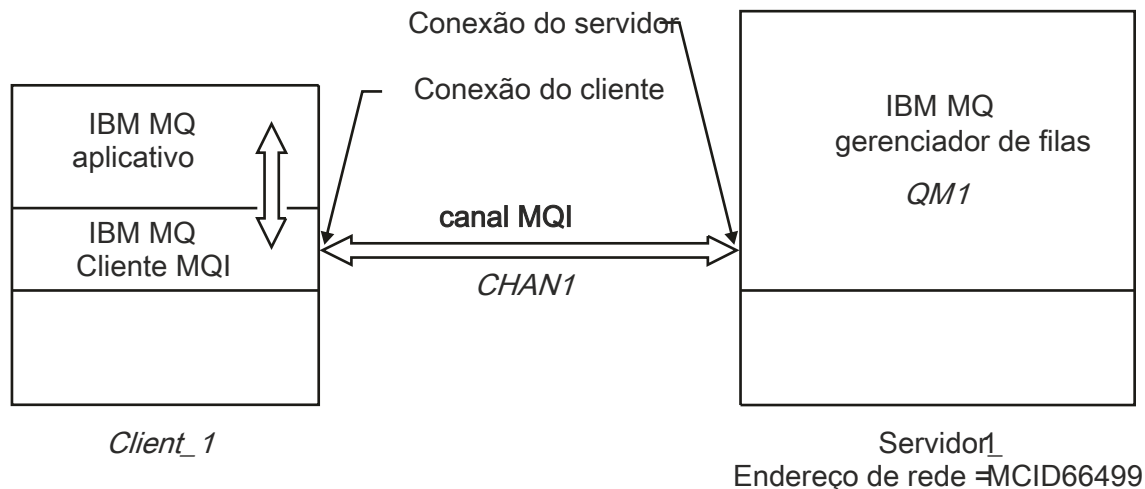 Conexão do servidor
Conexão do cliente
IBM MQ
aplicativo
IBM MQ
Cliente MQI
canal MQI
CHAN1
IBM MQ
gerenciador de filas
QM1
Client_1
Servidor1_
Endereço de rede =MCID66499